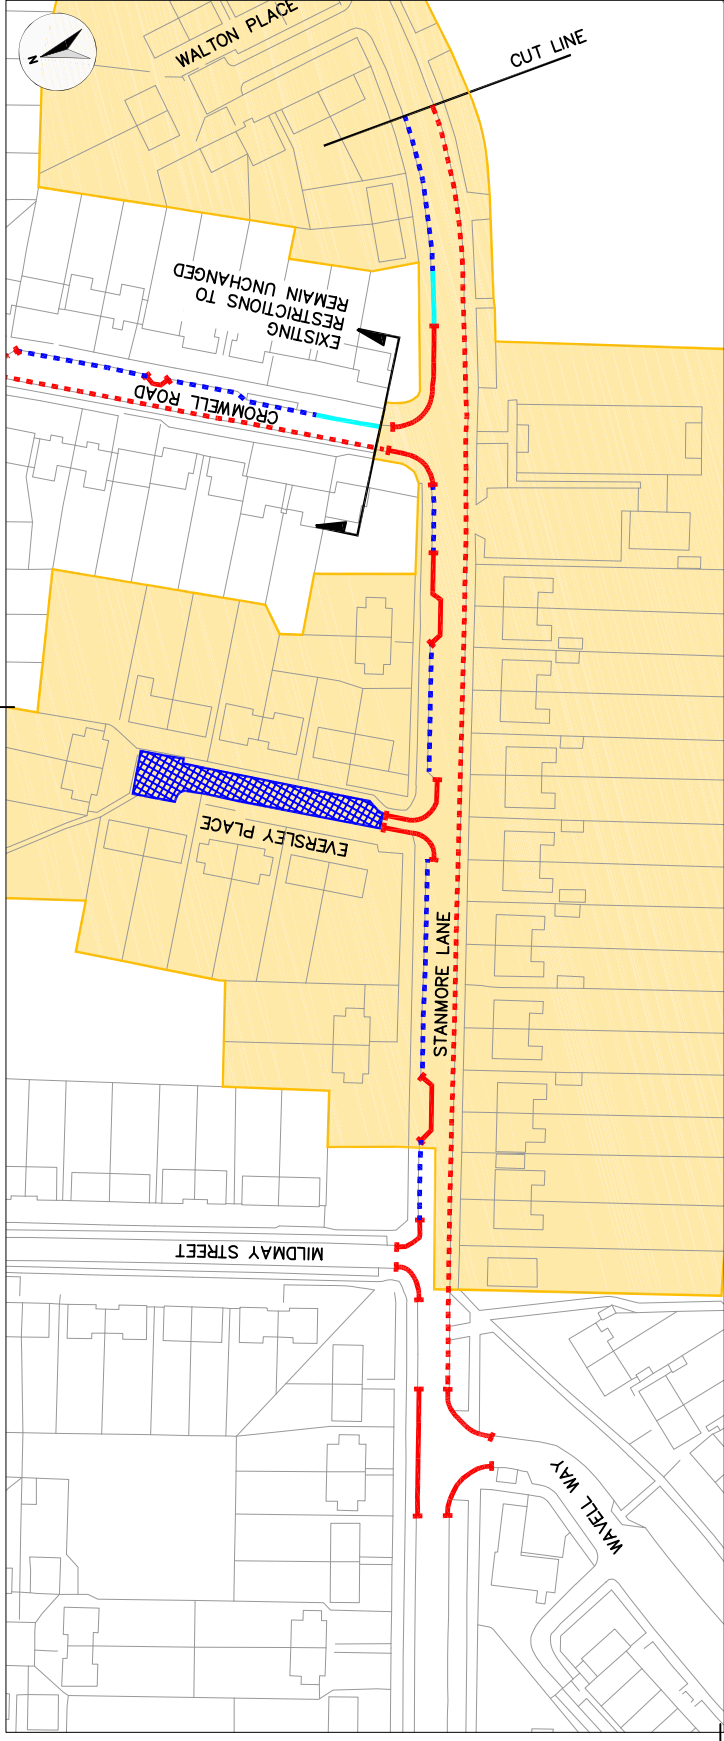 WALTON PLACE
CUT LINE
N
EXISTING
RESTRICTIONS TO
REMAIN UNCHANGED
CROMWELL ROAD
EVERSLEY PLACE
STANMORE LANE
MILDMAY STREET
WAVELL WAY